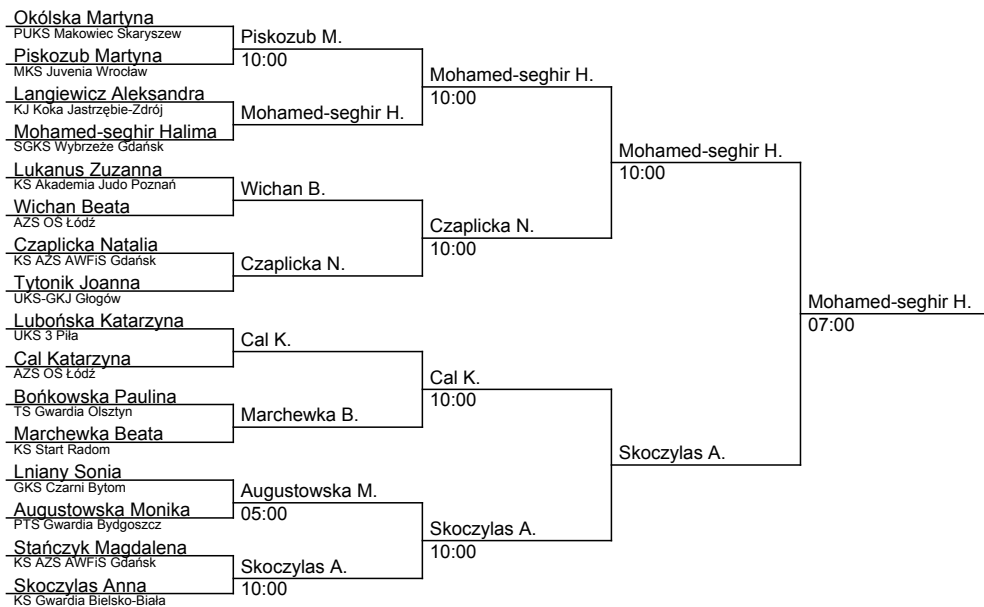 Okólska Martyna
PUKS Makowiec Skaryszew
Piskozub Martyna
MKS Juvenia Wrocław
Langiewicz Aleksandra
KJ Koka Jastrzębie-Zdrój
Mohamed-seghir Halima
SGKS Wybrzeże Gdańsk
Lukanus Zuzanna
KS Akademia Judo Poznań
Wichan Beata
AZS OŚ Łódź
Czaplicka Natalia
KS AZS AWFiS Gdańsk
Tytonik Joanna
UKS-GKJ Głogów
Lubońska Katarzyna
UKS 3 Piła
Cal Katarzyna
AZS OŚ Łódź
Bońkowska Paulina
TS Gwardia Olsztyn
Marchewka Beata
KS Start Radom
Lniany Sonia
GKS Czarni Bytom
Augustowska Monika
PTS Gwardia Bydgoszcz
Stańczyk Magdalena
KS AZS AWFiS Gdańsk
Skoczylas Anna
KS Gwardia Bielsko-Biała
Piskozub M.
10:00
Mohamed-seghir H.
Wichan B.
Czaplicka N.
Cal K.
Marchewka B.
Augustowska M.
05:00
Skoczylas A.
10:00
Mohamed-seghir H.
10:00
Czaplicka N.
10:00
Cal K.
10:00
Skoczylas A.
10:00
Mohamed-seghir H.
10:00
Skoczylas A.
Mohamed-seghir H.
07:00